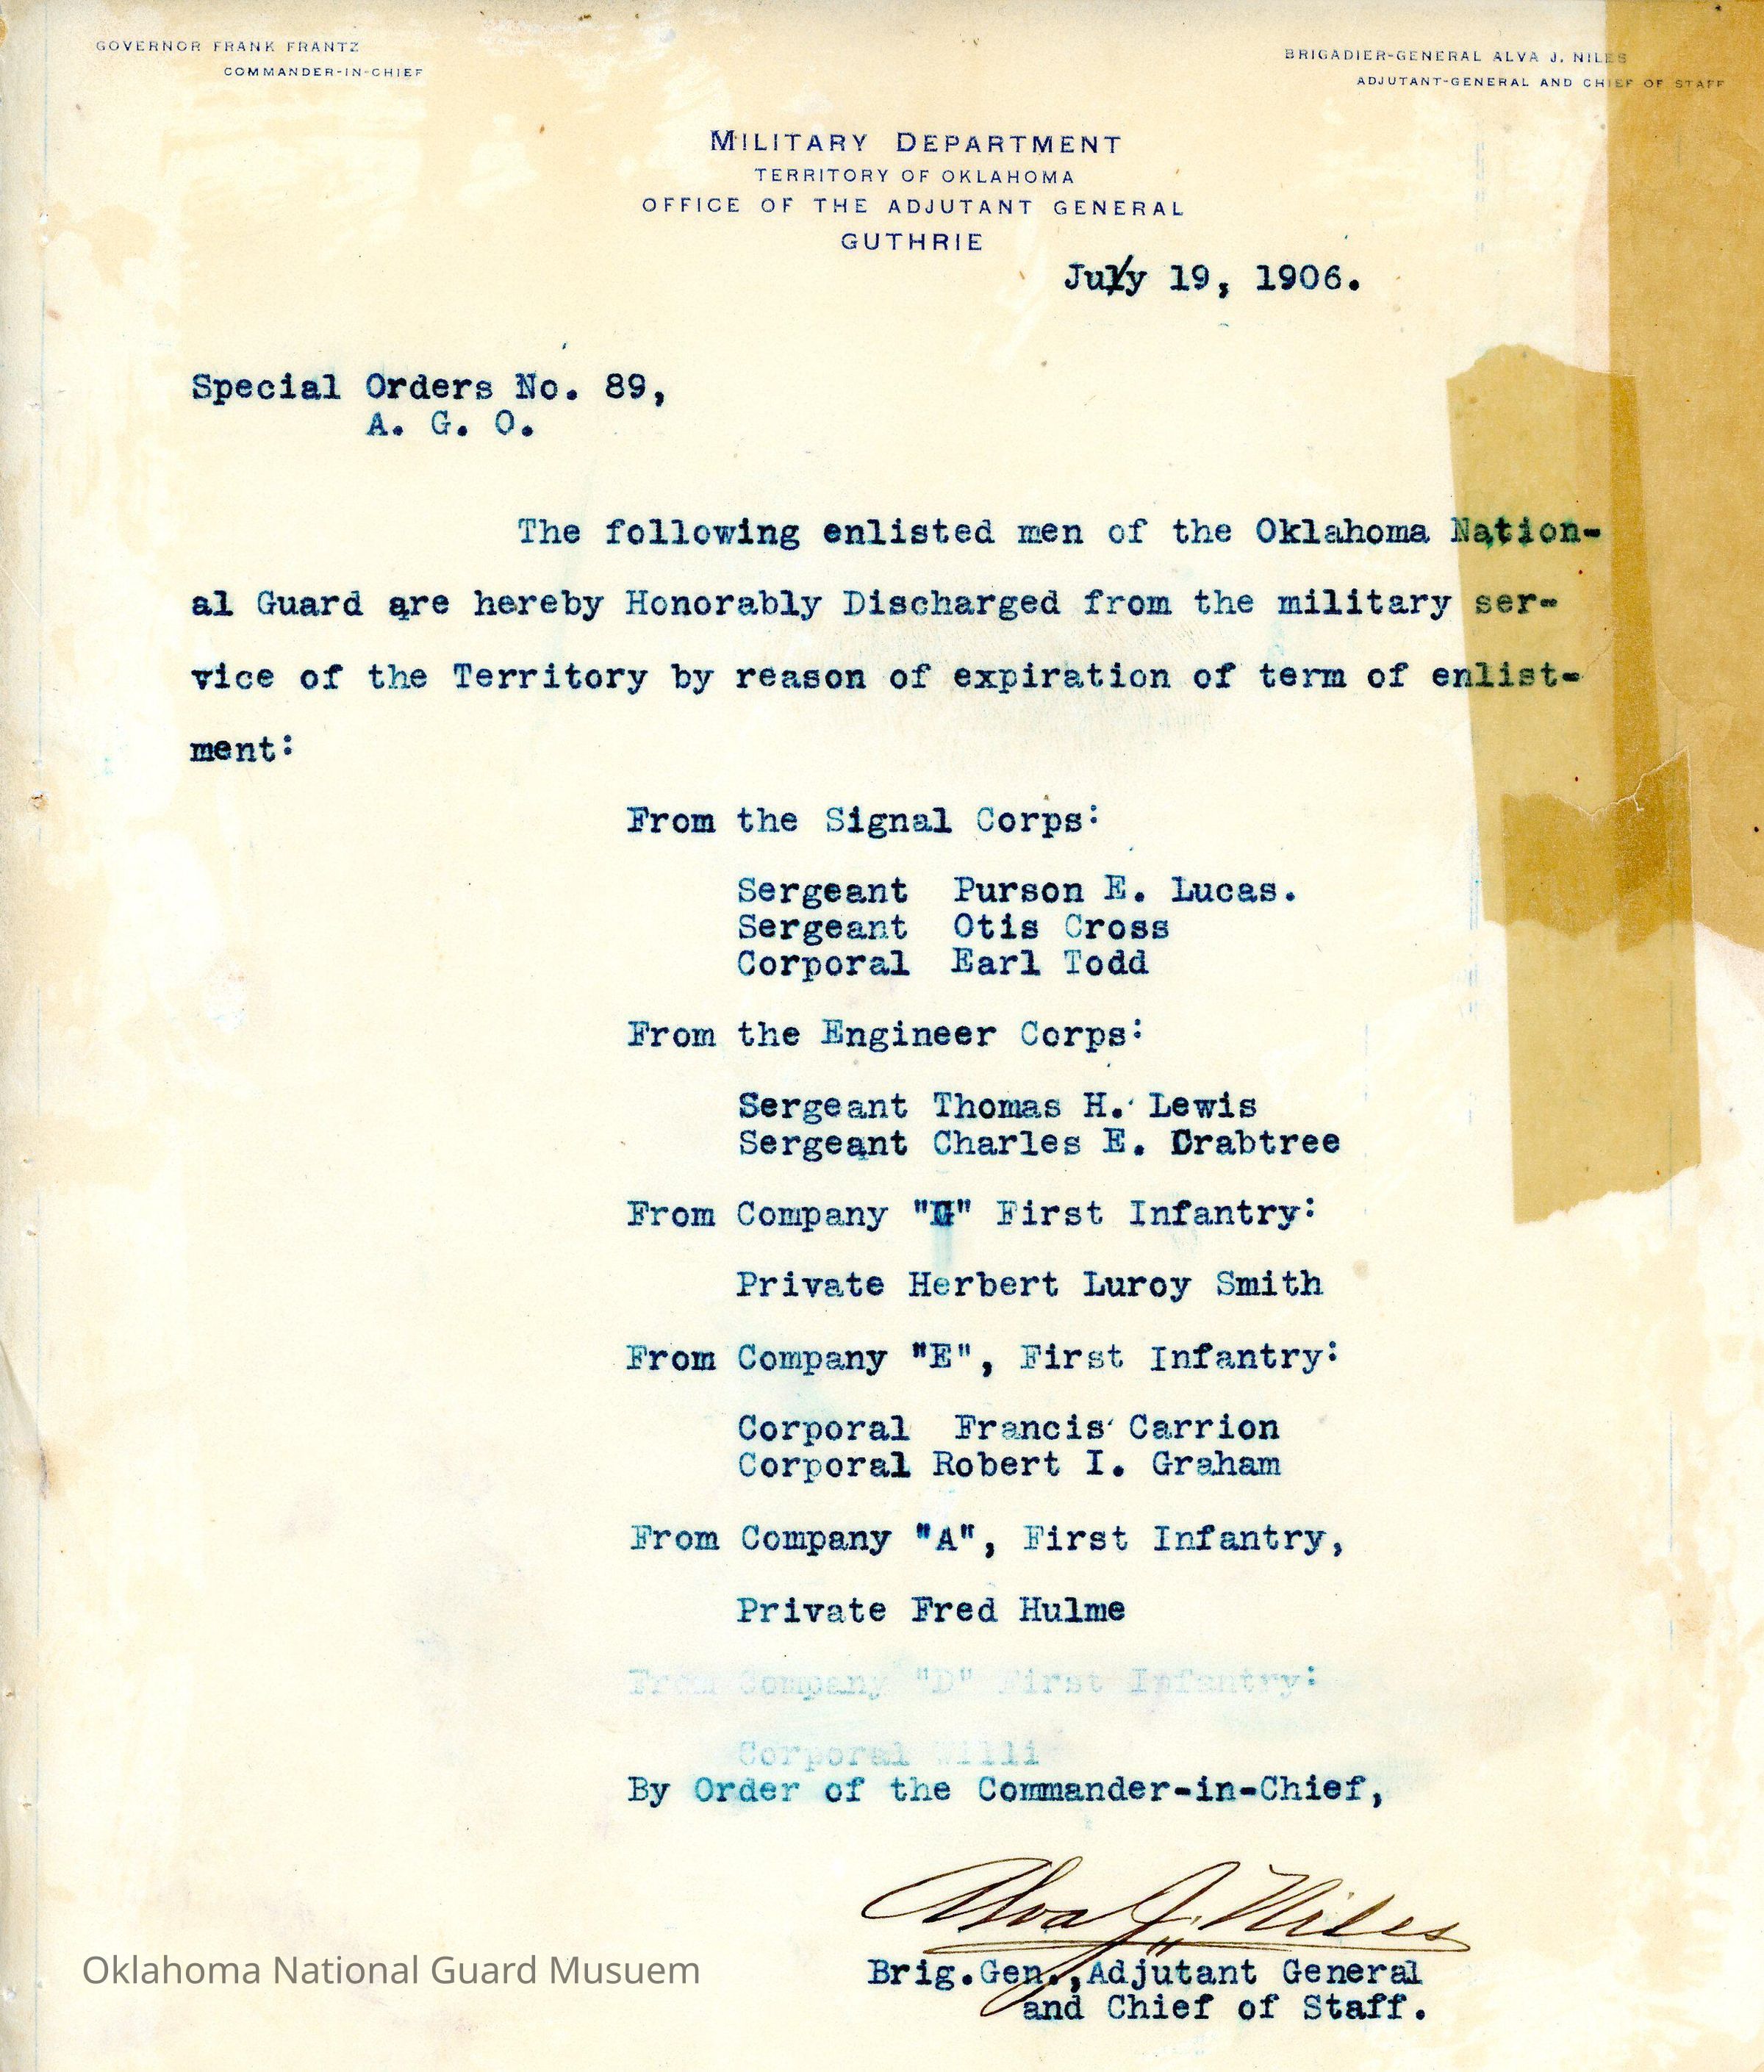 GOVERNOR FRANK FRANTZ
COMMANDER-IN-CHIEF
BRIGADIER-GENERAL ALVA J. NILES
ADJUTANT-GENERAL AND CHIEF OF STAFF
MILITARY DEPARTMENT
TERRITORY OF OKLAHOMA
OFFICE OF THE ADJUTANT GENERAL
GUTHRIE
July 19, 1906.
Special Orders No. 89,
A. G. O.
The following enlisted men of the Oklahoma Nation-
al Guard are hereby Honorably Discharged from the military ser-
vice of the Territory by reason of expiration of term of enlist-
ment:
From the Signal Corps:
Sergeant Purson E. Lucas.
Sergeant Otis Cross
Corporal Earl Todd
From the Engineer Corps:
Sergeant Thomas H. Lewis
Sergeant Charles E. Crabtree
From Company "" First Infantry:
Private Herbert Luroy Smith
From Company "E", First Infantry:
Corporal Francis Carrion
Corporal Robert I. Graham
From Company "A", First Infantry,
Private Fred Hulme
From Company "D" First Infantry:
Corporal Willi
By Order of the Commander-in-Chief,
Alva J. Niles
Brig.Gen.,Adjutant General
and Chief of Staff.
Oklahoma National Guard Musuem